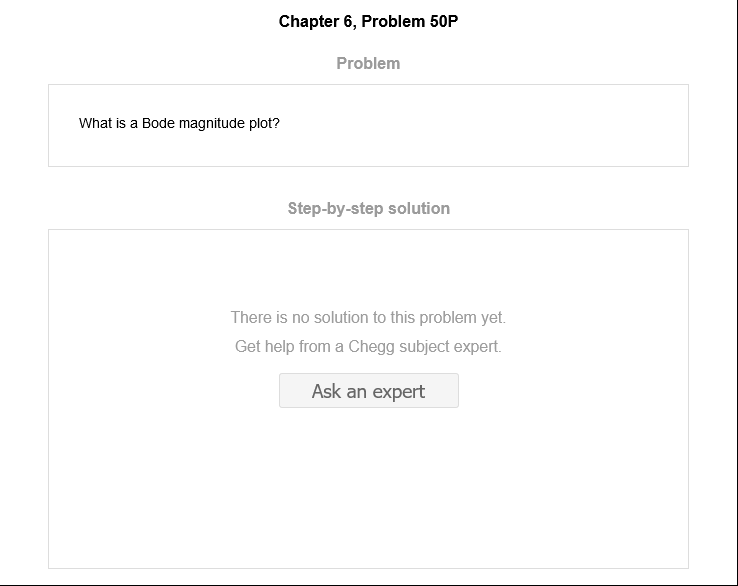 Chapter 6, Problem 50P
Problem
What is a Bode magnitude plot?
Step-by-step solution
There is no solution to this problem yet.
Get help from a Chegg subject expert.
Ask an expert